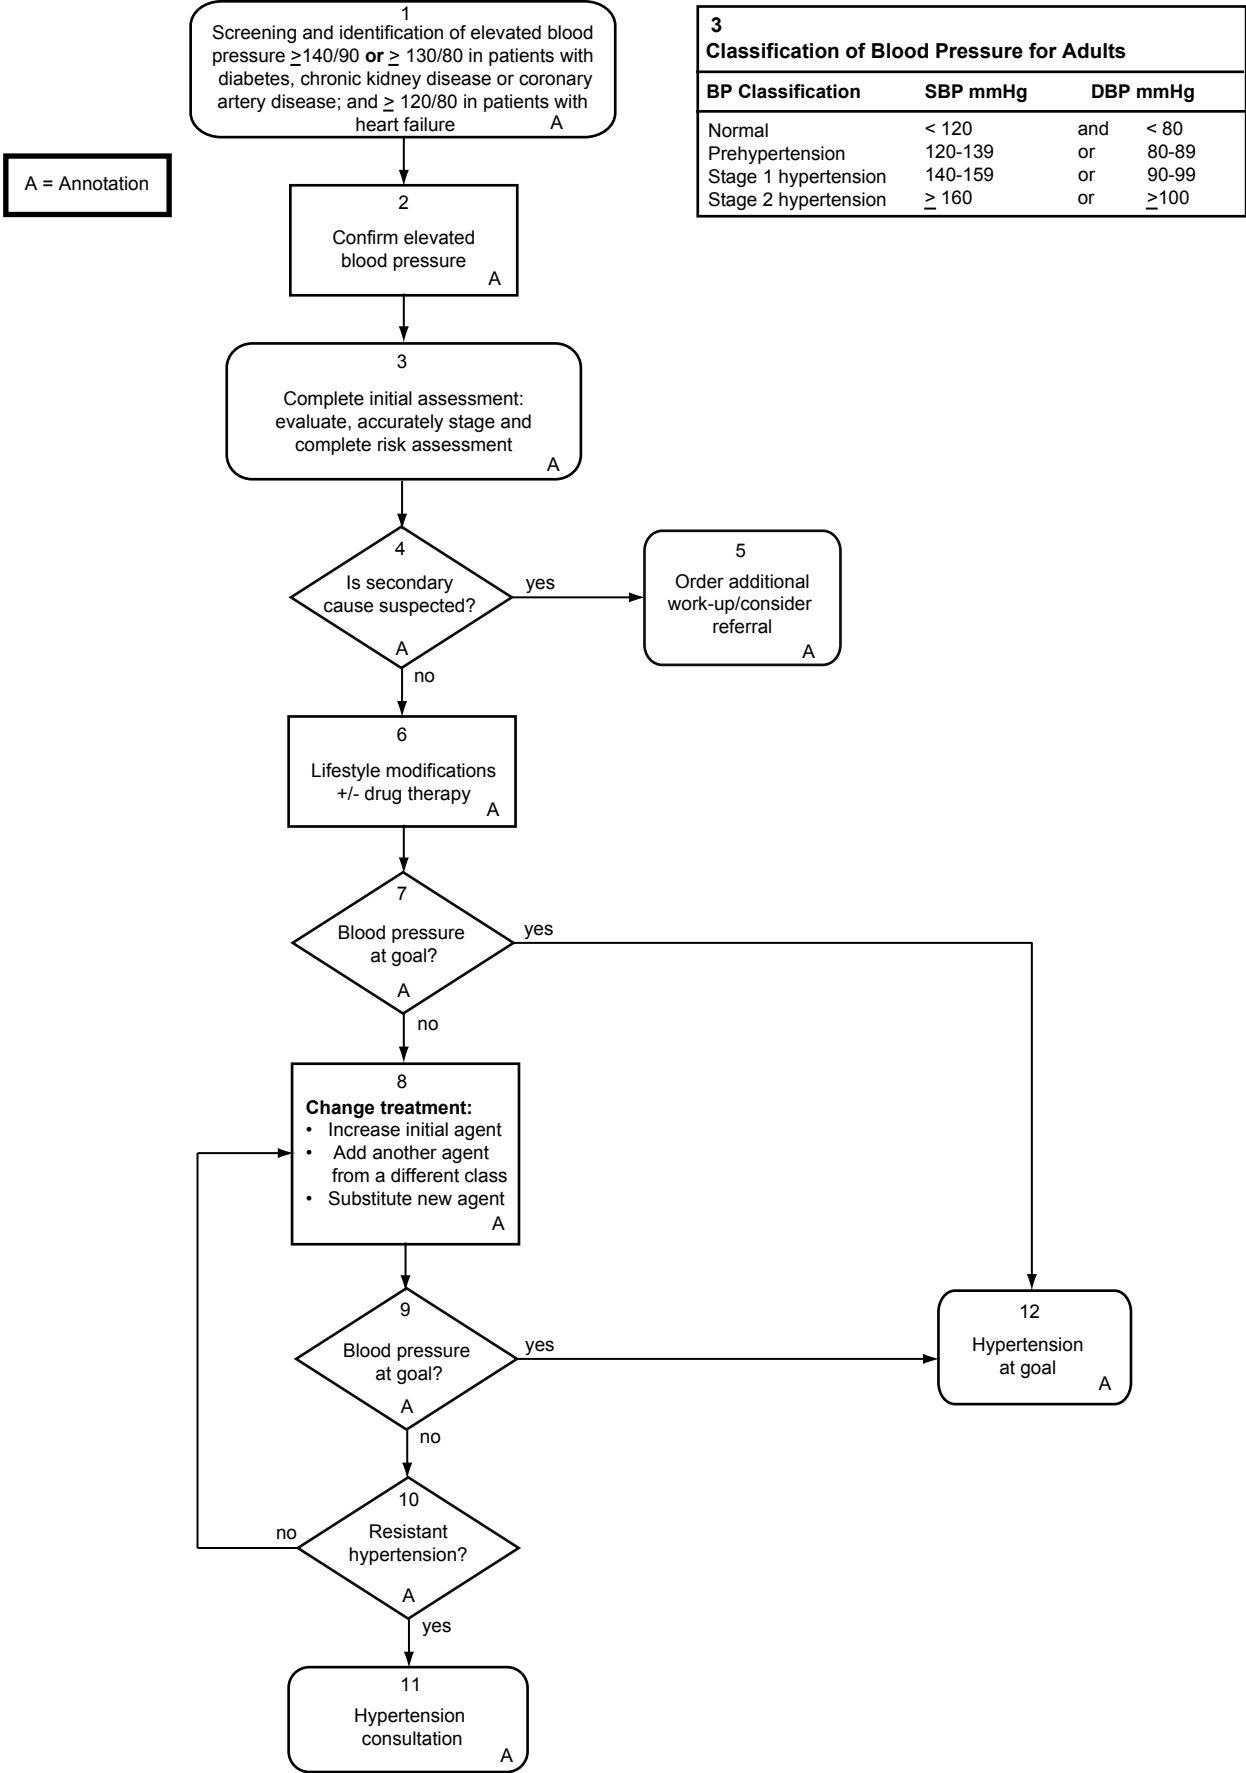 1
Screening and identification of elevated blood
pressure ≥140/90 or ≥ 130/80 in patients with
diabetes, chronic kidney disease or coronary
artery disease; and ≥ 120/80 in patients with
heart failure
A
3
Classification of Blood Pressure for Adults
BP Classification SBP mmHg DBP mmHg
Normal < 120 and < 80
Prehypertension 120-139 or 80-89
Stage 1 hypertension 140-159 or 90-99
Stage 2 hypertension ≥ 160 or ≥100
A = Annotation
2
Confirm elevated
blood pressure
A
3
Complete initial assessment:
evaluate, accurately stage and
complete risk assessment
A
4
Is secondary
cause suspected?
A
yes
5
Order additional
work-up/consider
referral
A
no
6
Lifestyle modifications
+/- drug therapy
A
7
Blood pressure
at goal?
A
yes
no
8
Change treatment:
• Increase initial agent
• Add another agent
from a different class
• Substitute new agent
A
9
Blood pressure
at goal?
A
yes
12
Hypertension
at goal
A
no
10
Resistant
hypertension?
A
no
yes
11
Hypertension
consultation
A